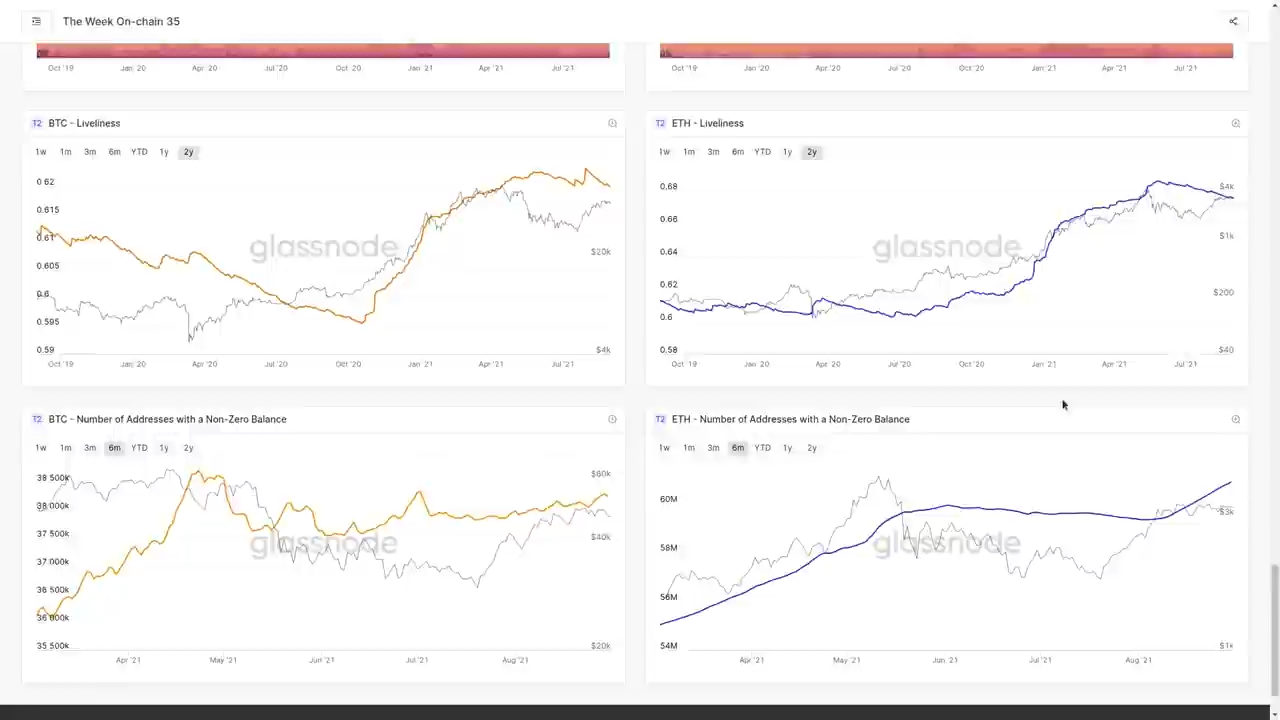 The Week On-chain 35
Oct '19 Jan '20 Apr '20 Jul '20 Oct '20 Jan '21 Apr '21 Jul '21
Oct '19 Jan '20 Apr '20 Jul '20 Oct '20 Jan '21 Apr '21 Jul '21
T2 BTC - Liveliness
1w 1m 3m 6m YTD 1y 2y
0.62
0.615
0.61
0.605
0.6
0.595
0.59
$20k
$4k
glassnode
Oct '19 Jan '20 Apr '20 Jul '20 Oct '20 Jan '21 Apr '21 Jul '21
T2 ETH - Liveliness
1w 1m 3m 6m YTD 1y 2y
0.68
0.66
0.64
0.62
0.6
0.58
$4k
$1k
$200
$40
glassnode
Oct '19 Jan '20 Apr '20 Jul '20 Oct '20 Jan '21 Apr '21 Jul '21
T2 BTC - Number of Addresses with a Non-Zero Balance
1w 1m 3m 6m YTD 1y 2y
38 500k
38 000k
37 500k
37 000k
36 500k
36 000k
35 500k
$60k
$40k
$20k
glassnode
Apr '21 May '21 Jun '21 Jul '21 Aug '21
T2 ETH - Number of Addresses with a Non-Zero Balance
1w 1m 3m 6m YTD 1y 2y
60M
58M
56M
54M
$3k
$1k
glassnode
Apr '21 May '21 Jun '21 Jul '21 Aug '21